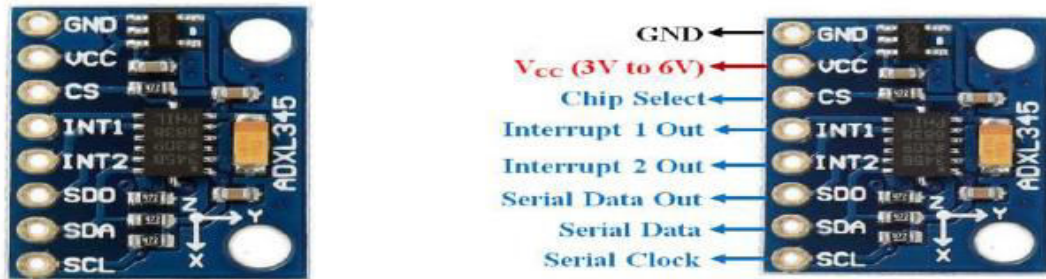 GND
VCC
CS
INT1
INT2
SDO
SDA
SCL
ADXL345
Z
Y
X
GND
VCC (3V to 6V)
Chip Select
Interrupt 1 Out
Interrupt 2 Out
Serial Data Out
Serial Data
Serial Clock
GND
VCC
CS
INT1
INT2
SDO
SDA
SCL
ADXL345
Z
Y
X